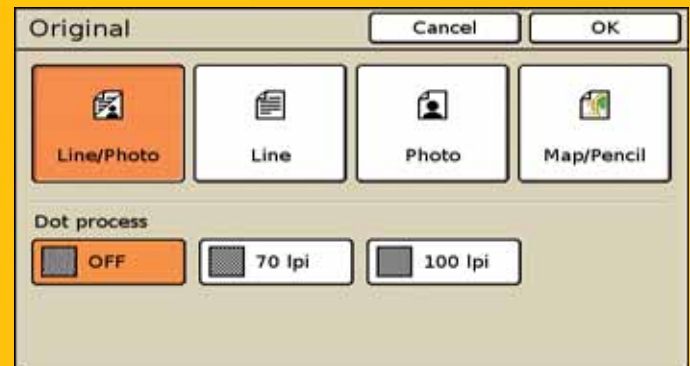 Original Cancel OK
Line/Photo Line Photo Map/Pencil
Dot process
OFF 70 lpi 100 lpi